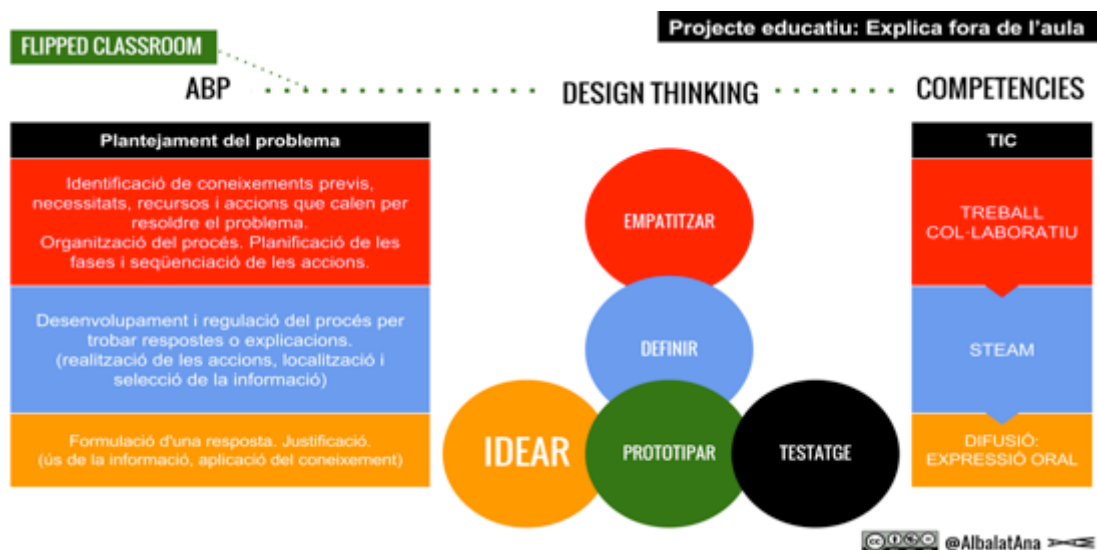 Projecte educatiu: Explica fora de l'aula
FLIPPED CLASSROOM
ABP
DESIGN THINKING
COMPETENCIES
Plantejament del problema
Identificació de coneixements previs,
necessitats, recursos i accions que calen per
resoldre el problema.
Organització del procés. Planificació de les
fases i seqüenciació de les accions.
Desenvolupament i regulació del procés per
trobar respostes o explicacions.
(realització de les accions, localització i
selecció de la informació)
Formulació d'una resposta. Justificació.
(ús de la informació, aplicació del coneixement)
EMPATITZAR
DEFINIR
IDEAR
PROTOTIPAR
TESTATGE
TIC
TREBALL
COL·LABORATIU
STEAM
DIFUSIÓ:
EXPRESSIÓ ORAL
@AlbalatAna